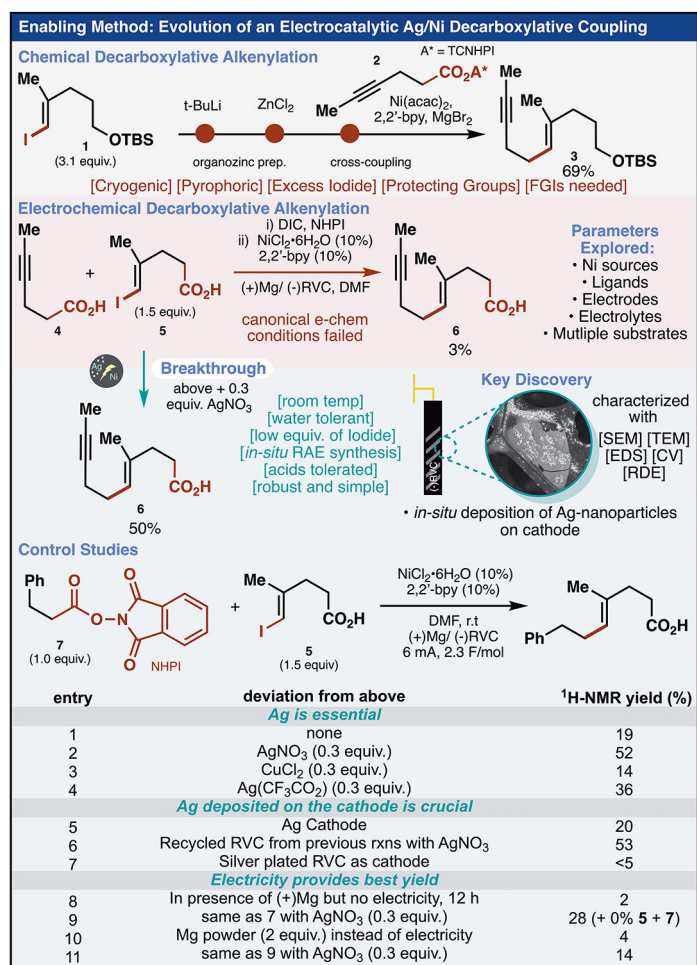 Enabling Method: Evolution of an Electrocatalytic Ag/Ni Decarboxylative Coupling
Chemical Decarboxylative Alkenylation
A* = TCNHPI
Me
I
OTBS
1
(3.1 equiv.)
t-BuLi
ZnCl2
organozinc prep.
cross-coupling
2
CO2A*
Me
Ni(acac)2,
2,2'-bpy, MgBr2
Me
Me
OTBS
3
69%
[Cryogenic] [Pyrophoric] [Excess Iodide] [Protecting Groups] [FGIs needed]
Electrochemical Decarboxylative Alkenylation
Me
CO2H
4
+
Me
I
CO2H
(1.5 equiv.)
5
i) DIC, NHPI
ii) NiCl2•6H2O (10%)
2,2'-bpy (10%)
(+)Mg/ (-)RVC, DMF
canonical e-chem
conditions failed
Me
Me
CO2H
6
3%
Parameters
Explored:
• Ni sources
• Ligands
• Electrodes
• Electrolytes
• Mutliple substrates
Ag
Ni
Breakthrough
above + 0.3
equiv. AgNO3
Me
Me
CO2H
6
50%
[room temp]
[water tolerant]
[low equiv. of Iodide]
[in-situ RAE synthesis]
[acids tolerated]
[robust and simple]
Key Discovery
(-)RVC
characterized
with
[SEM] [TEM]
[EDS] [CV]
[RDE]
• in-situ deposition of Ag-nanoparticles
on cathode
Control Studies
Ph
O
O
N
O
O
7
(1.0 equiv.)
NHPI
+
Me
I
CO2H
5
(1.5 equiv)
NiCl2•6H2O (10%)
2,2'-bpy (10%)
DMF, r.t
(+)Mg/ (-)RVC
6 mA, 2.3 F/mol
Me
Ph
CO2H
entry deviation from above 1H-NMR yield (%)
Ag is essential
1 none 19
2 AgNO3 (0.3 equiv.) 52
3 CuCl2 (0.3 equiv.) 14
4 Ag(CF3CO2) (0.3 equiv.) 36
Ag deposited on the cathode is crucial
5 Ag Cathode 20
6 Recycled RVC from previous rxns with AgNO3 53
7 Silver plated RVC as cathode <5
Electricity provides best yield
8 In presence of (+)Mg but no electricity, 12 h 2
9 same as 7 with AgNO3 (0.3 equiv.) 28 (+ 0% 5 + 7)
10 Mg powder (2 equiv.) instead of electricity 4
11 same as 9 with AgNO3 (0.3 equiv.) 14